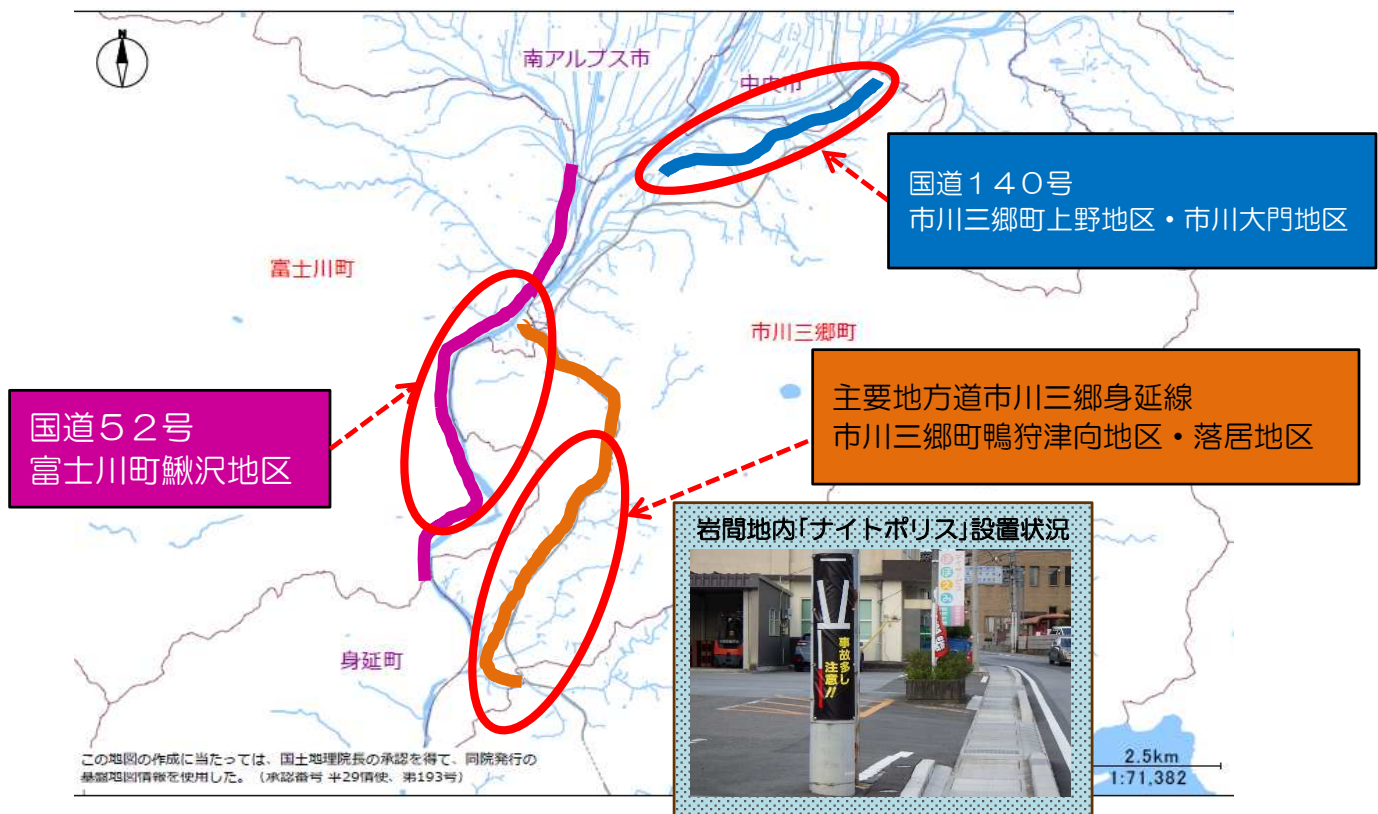 N
南アルプス市
中央市
国道１４０号
市川三郷町上野地区・市川大門地区
富士川町
市川三郷町
国道５２号
富士川町鰍沢地区
主要地方道市川三郷身延線
市川三郷町鴨狩津向地区・落居地区
岩間地内｢ナイトポリス｣設置状況
ほほえみ
事故多し
注意!!
身延町
この地図の作成に当たっては、国土地理院長の承認を得て、同院発行の
基盤地図情報を使用した。（承認番号 平29情使、第193号）
2.5km
1:71,382